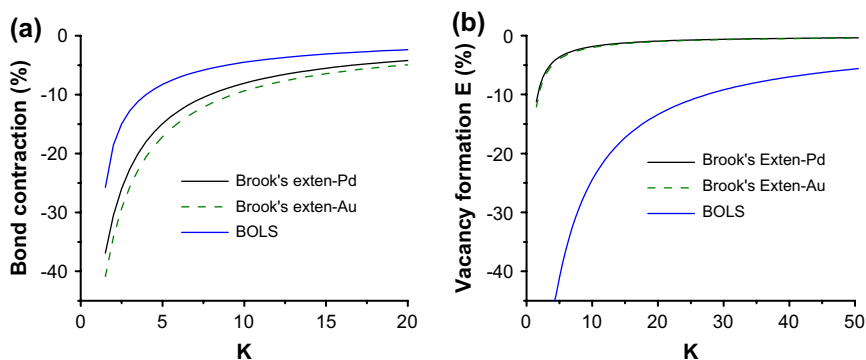 (a)
Bond contraction (%)
0
-10
-20
-30
-40
Brook's exten-Pd
Brook's exten-Au
BOLS
0
5
10
15
20
K
(b)
Vacancy formation E (%)
0
-10
-20
-30
-40
Brook's Exten-Pd
Brook's Exten-Au
BOLS
0
10
20
30
40
50
K